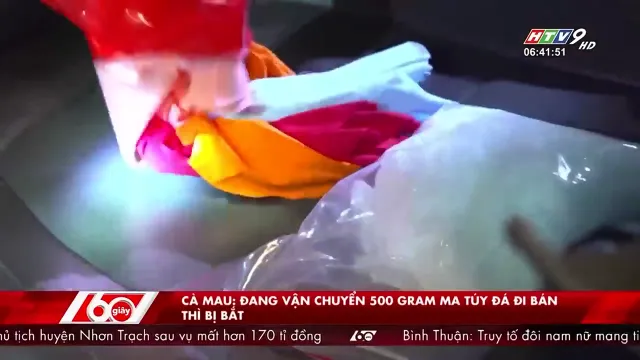 HTV9 HD
06:41:51
60 giây
CÀ MAU: ĐANG VẬN CHUYỂN 500 GRAM MA TÚY ĐÁ ĐI BÁN
THÌ BỊ BẮT
hủ tịch huyện Nhơn Trạch sau vụ mất hơn 170 tỉ đồng 60 Bình Thuận: Truy tố đôi nam nữ mang ti